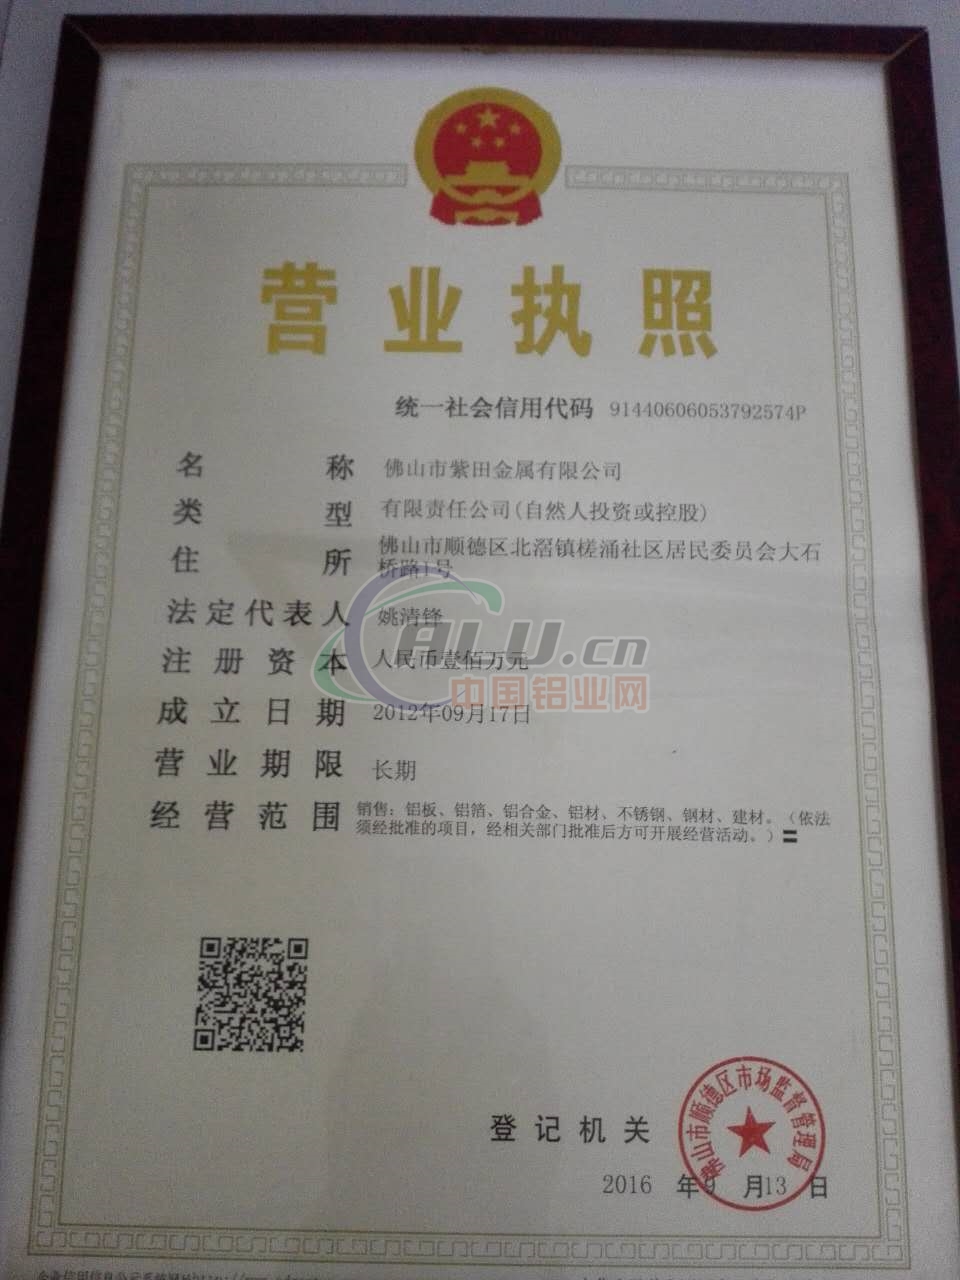 营业执照
统一社会信用代码 91440606053792574P
名称 佛山市紫田金属有限公司
类型 有限责任公司(自然人投资或控股)
住所 佛山市顺德区北滘镇槎涌社区居民委员会大石
桥路1号
法定代表人 姚清锋
注册资本 人民币壹佰万元
成立日期 2012年09月17日
营业期限 长期
经营范围 销售：铝板、铝箔、铝合金、铝材、不锈钢、钢材、建材。（依法
须经批准的项目，经相关部门批准后方可开展经营活动。）〓
ALU.cn
中国铝业网
登记机关
佛山市顺德区市场监督管理局
2016 年9 月13 日